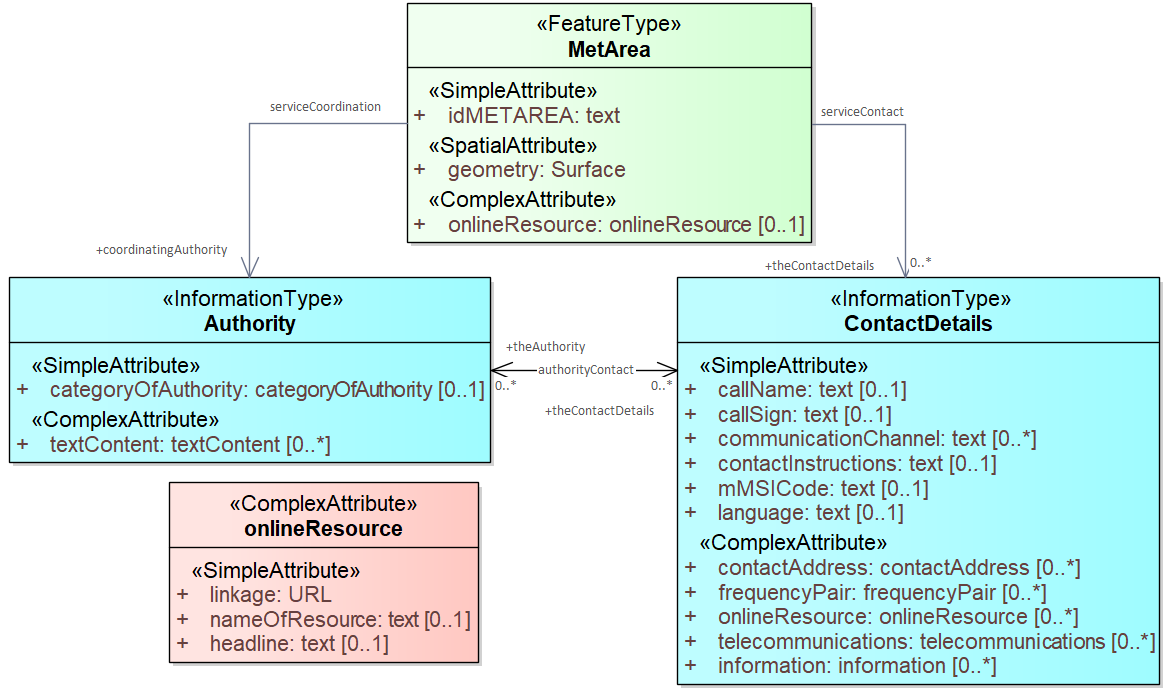 «FeatureType»
MetArea
«SimpleAttribute»
+ idMETAREA: text
«SpatialAttribute»
+ geometry: Surface
«ComplexAttribute»
+ onlineResource: onlineResource [0..1]
serviceCoordination
serviceContact
+coordinatingAuthority
+theContactDetails
0..*
«InformationType»
Authority
«SimpleAttribute»
+ categoryOfAuthority: categoryOfAuthority [0..1]
«ComplexAttribute»
+ textContent: textContent [0..*]
+theAuthority
authorityContact
0..*
0..*
+theContactDetails
«InformationType»
ContactDetails
«SimpleAttribute»
+ callName: text [0..1]
+ callSign: text [0..1]
+ communicationChannel: text [0..*]
+ contactInstructions: text [0..1]
+ mMSICode: text [0..1]
+ language: text [0..1]
«ComplexAttribute»
+ contactAddress: contactAddress [0..*]
+ frequencyPair: frequencyPair [0..*]
+ onlineResource: onlineResource [0..*]
+ telecommunications: telecommunications [0..*]
+ information: information [0..*]
«ComplexAttribute»
onlineResource
«SimpleAttribute»
+ linkage: URL
+ nameOfResource: text [0..1]
+ headline: text [0..1]